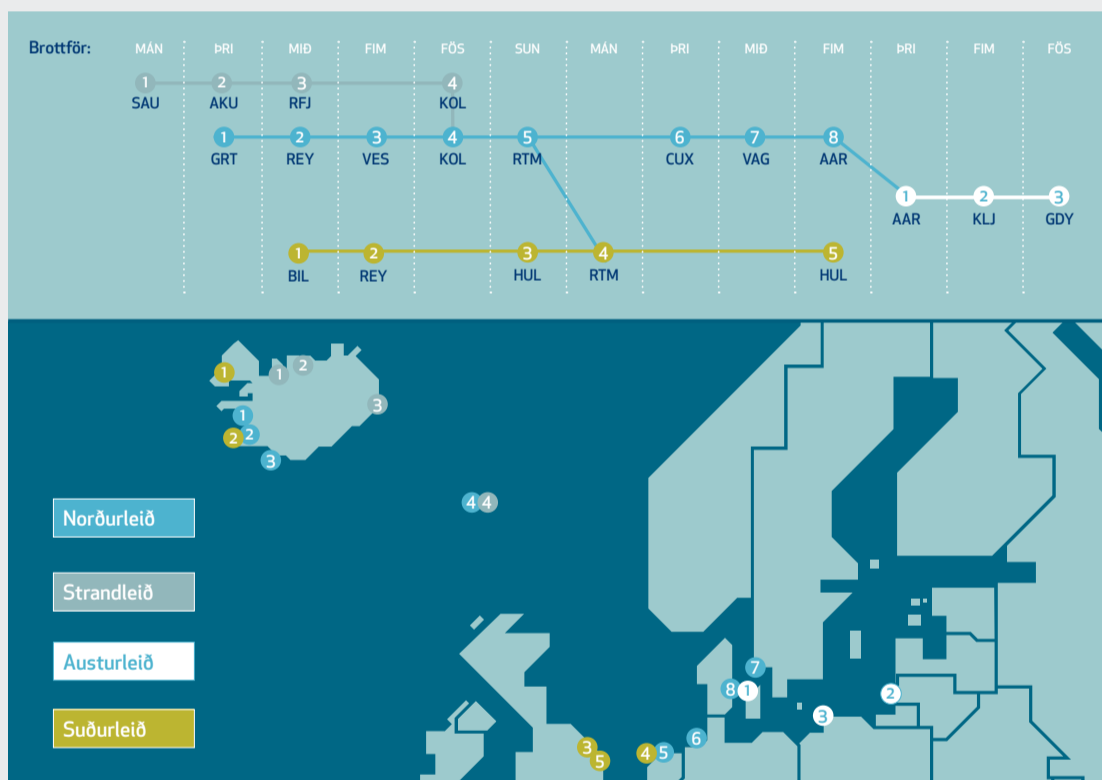 Brottför: MÁN ÞRI MIÐ FIM FÖS SUN MÁN ÞRI MIÐ FIM ÞRI FIM FÖS
1 2 3 4
SAU AKU RFJ KOL
1 2 3 4 5 6 7 8
GRT REY VES KOL RTM CUX VAG AAR
1 2 3
AAR KLJ GDY
1 2 3 4 5
BIL REY HUL RTM HUL
1 1 2
3
1
2 2
3
4 4
Norðurleið
Strandleið
Austurleið
Suðurleið
7
8 1 2
3
6
3 5 4 5